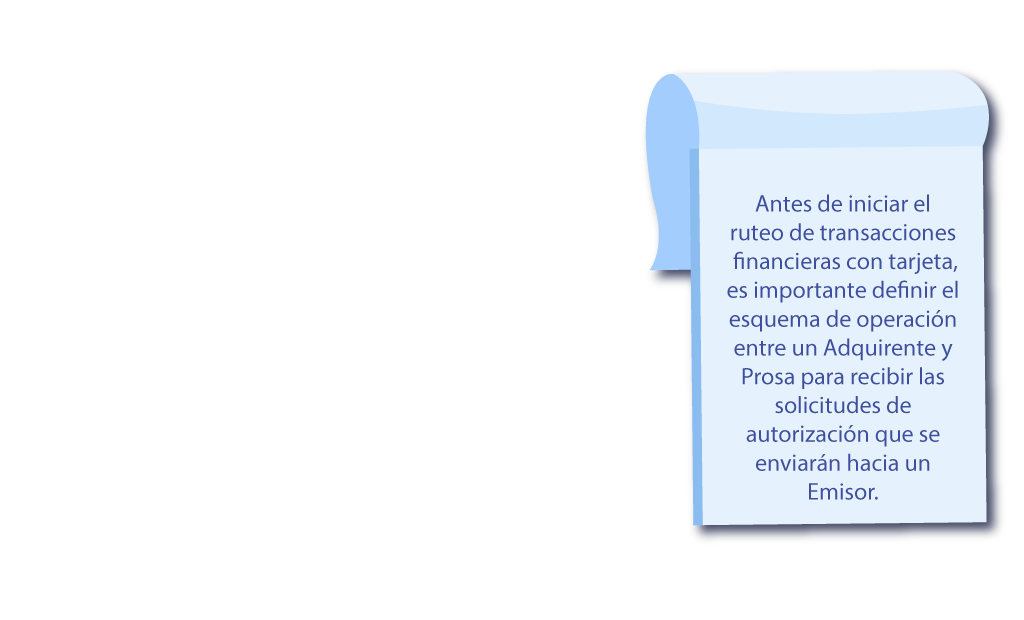 Antes de iniciar el
ruteo de transacciones
financieras con tarjeta,
es importante definir el
esquema de operación
entre un Adquirente y
Prosa para recibir las
solicitudes de
autorización que se
enviarán hacia un
Emisor.